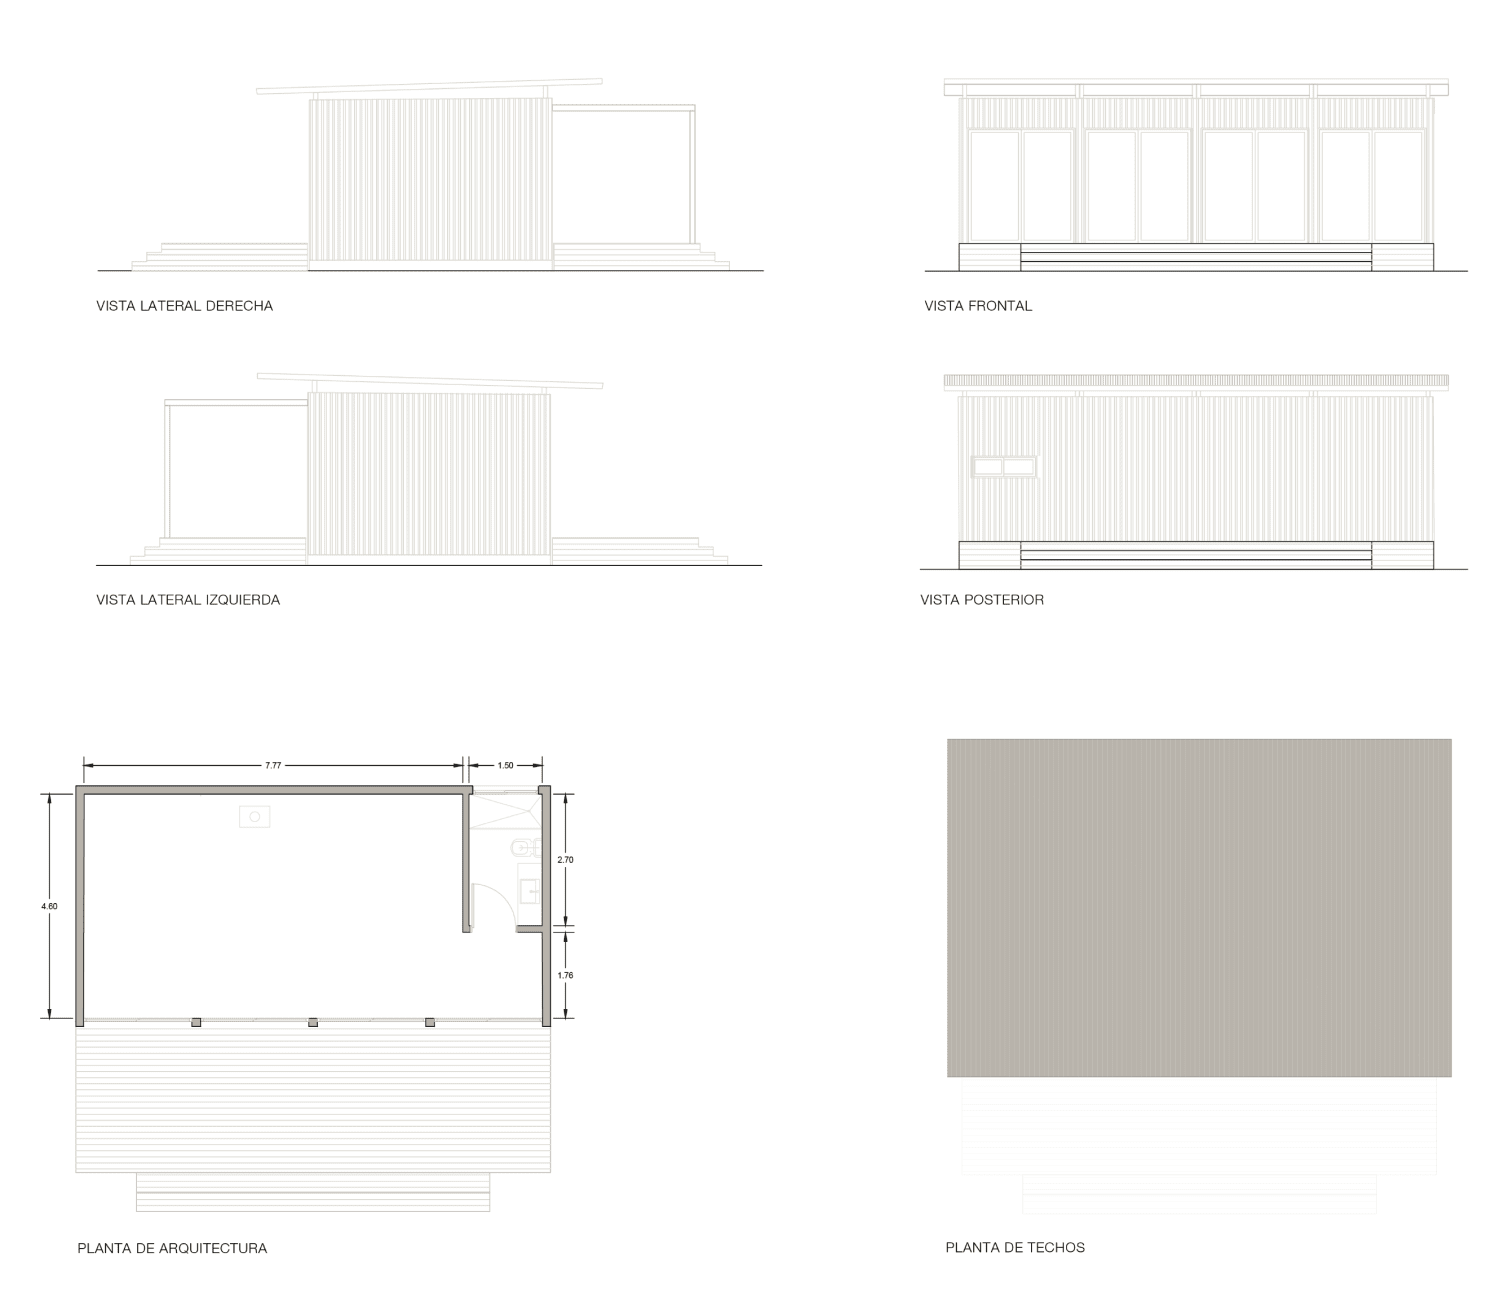 VISTA LATERAL DERECHA
VISTA FRONTAL
VISTA LATERAL IZQUIERDA
VISTA POSTERIOR
7.77
1.50
2.70
4.60
1.76
PLANTA DE ARQUITECTURA
PLANTA DE TECHOS